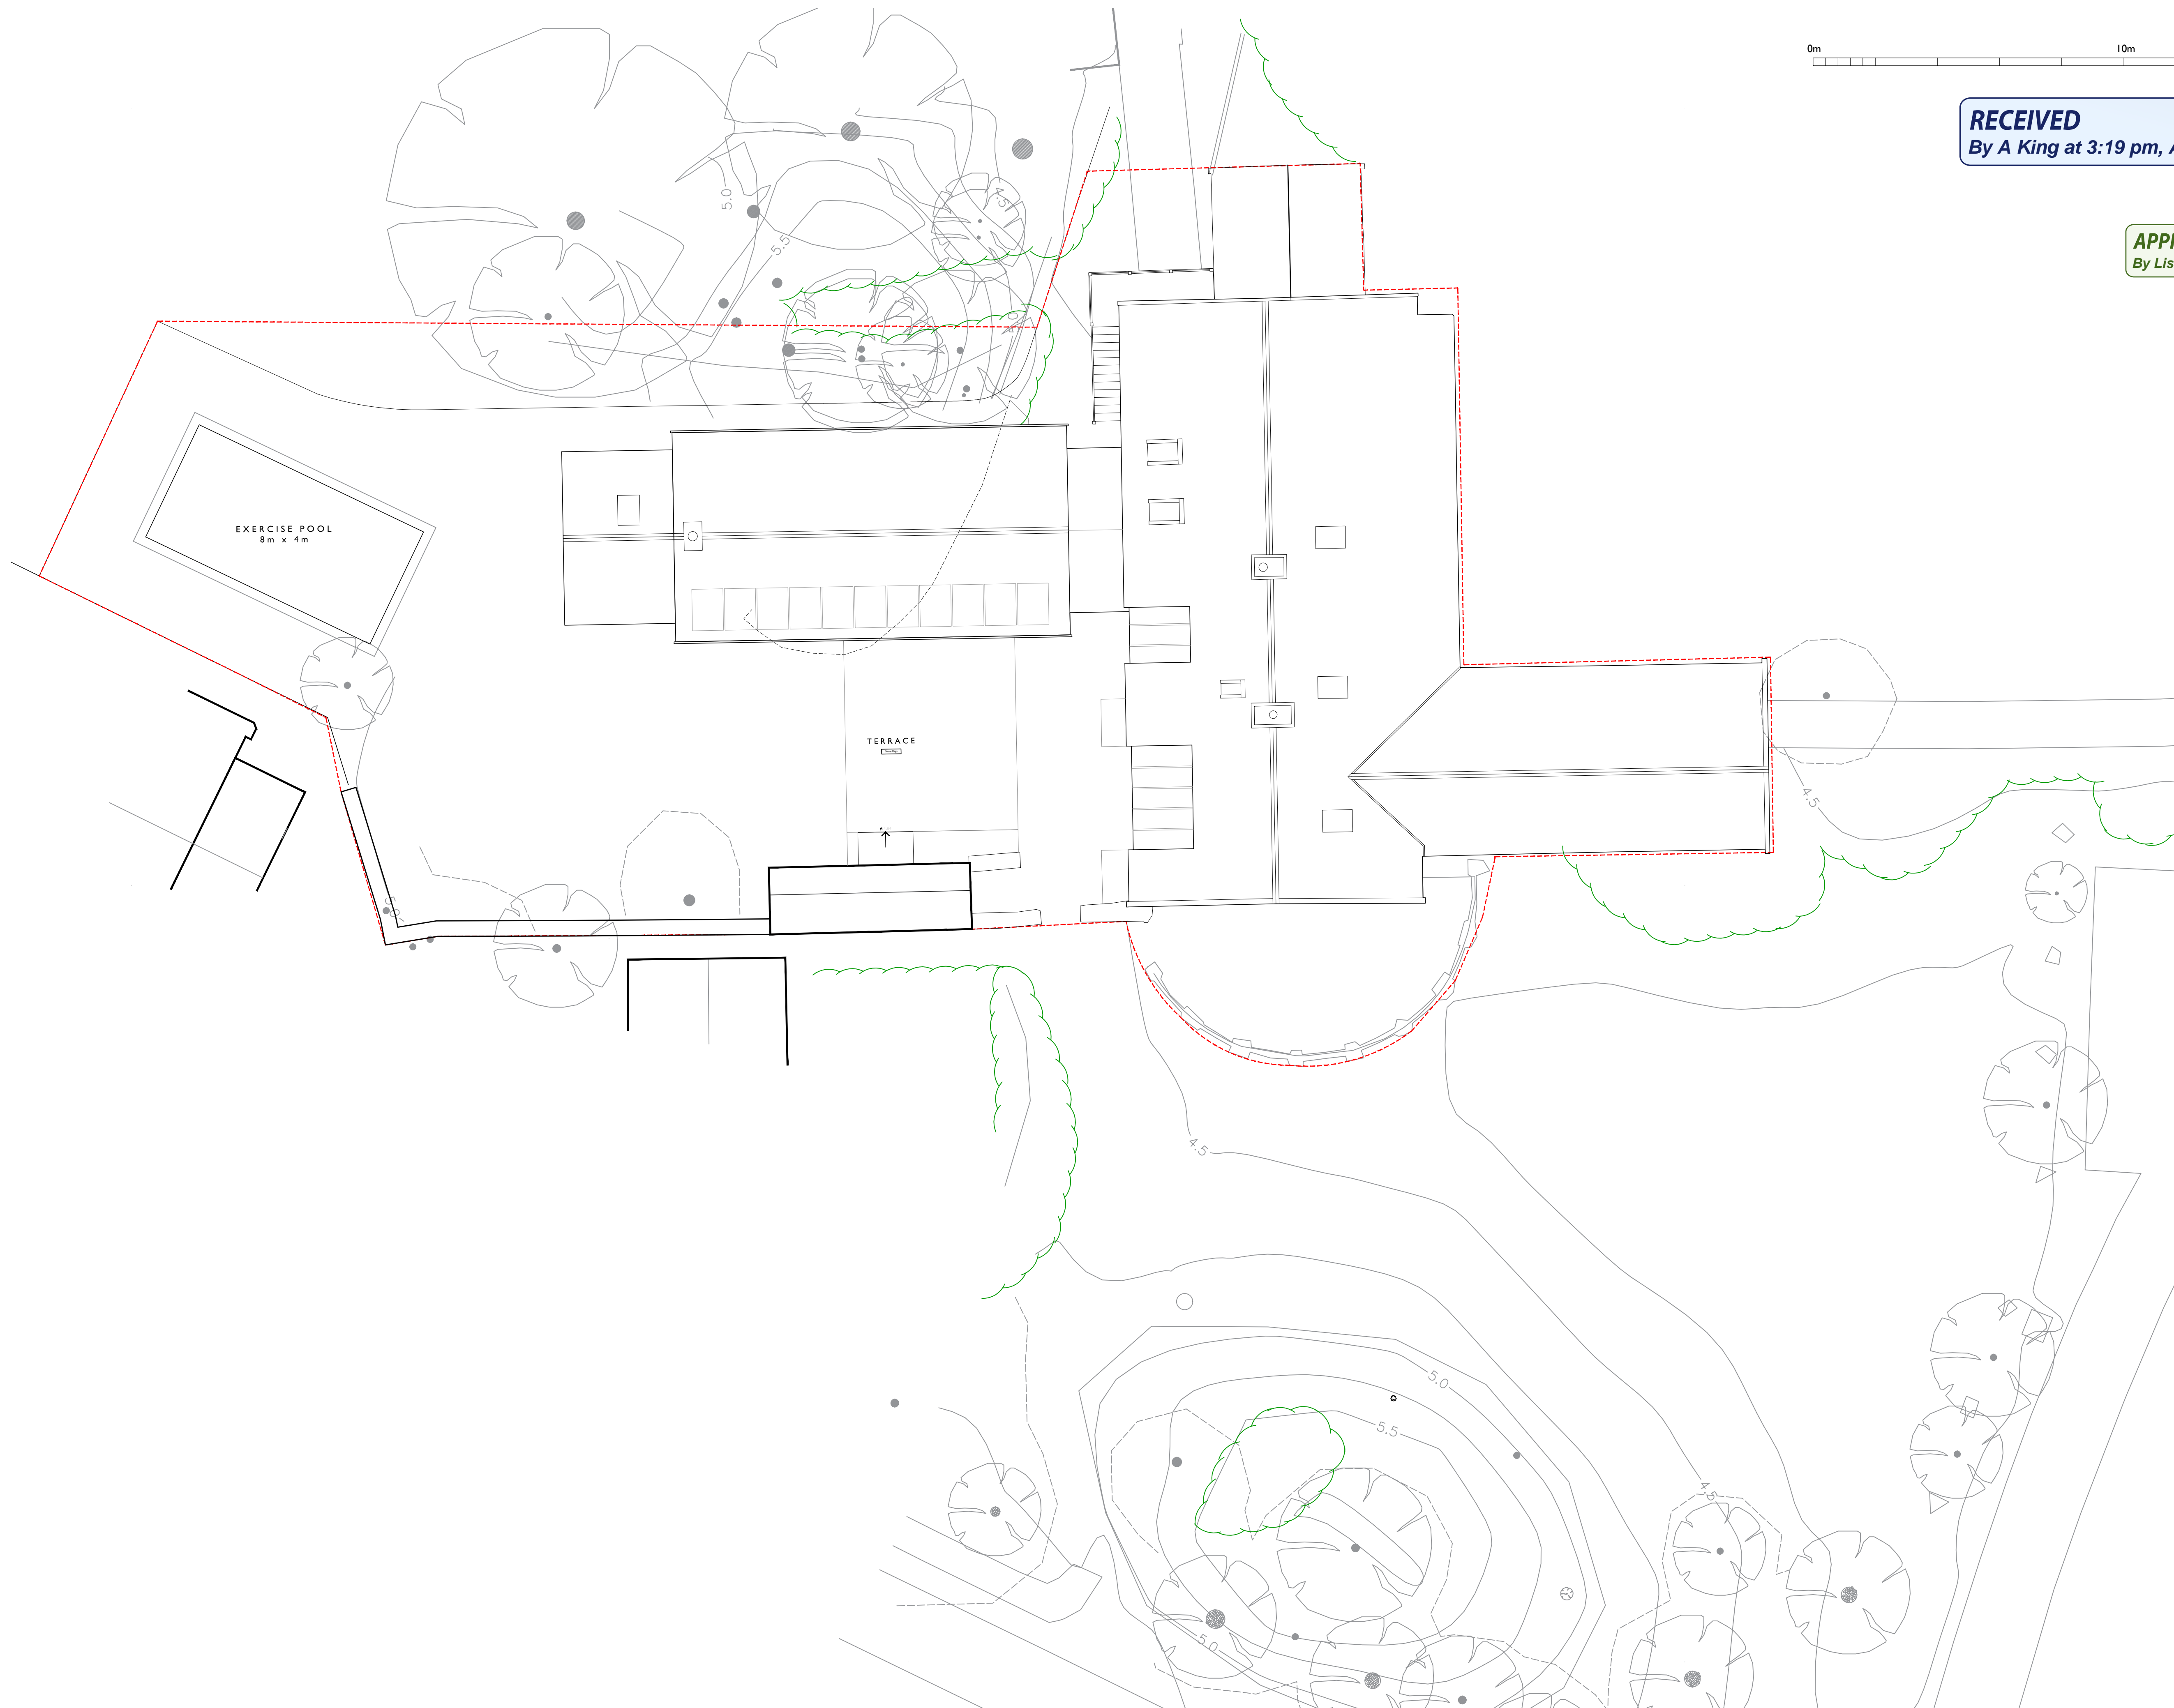 0m 10m
RECEIVED
By A King at 3:19 pm, A
APP
By Lis
5.0
4.5
5.5
EXERCISE POOL
8m x 4m
TERRACE
4.5
4.5
5.0
5.5
4.5
5.0